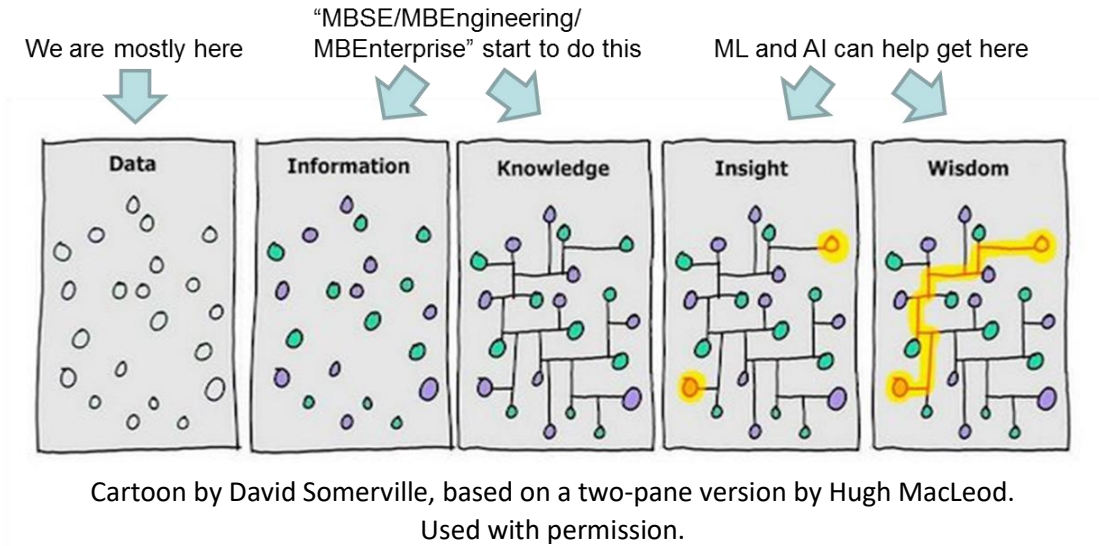 “MBSE/MBEngineering/
We are mostly here
MBEnterprise” start to do this
ML and AI can help get here
Data
Information
Knowledge
Insight
Wisdom
Cartoon by David Somerville, based on a two-pane version by Hugh MacLeod.
Used with permission.